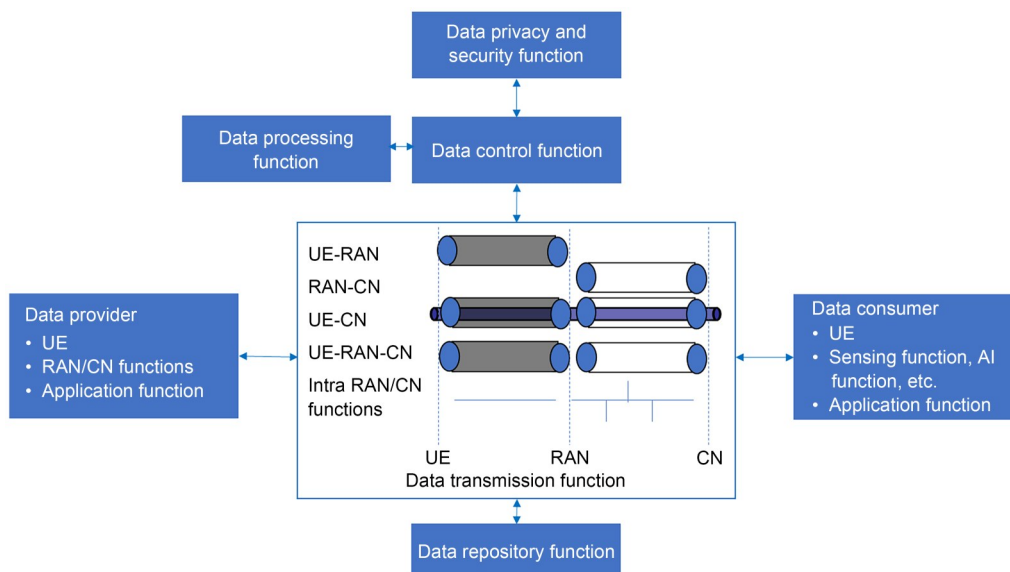 Data privacy and
security function
Data processing
function
Data control function
UE-RAN
RAN-CN
UE-CN
UE-RAN-CN
Intra RAN/CN
functions
UE
RAN
CN
Data transmission function
Data provider
• UE
• RAN/CN functions
• Application function
Data consumer
• UE
• Sensing function, AI
function, etc.
• Application function
Data repository function